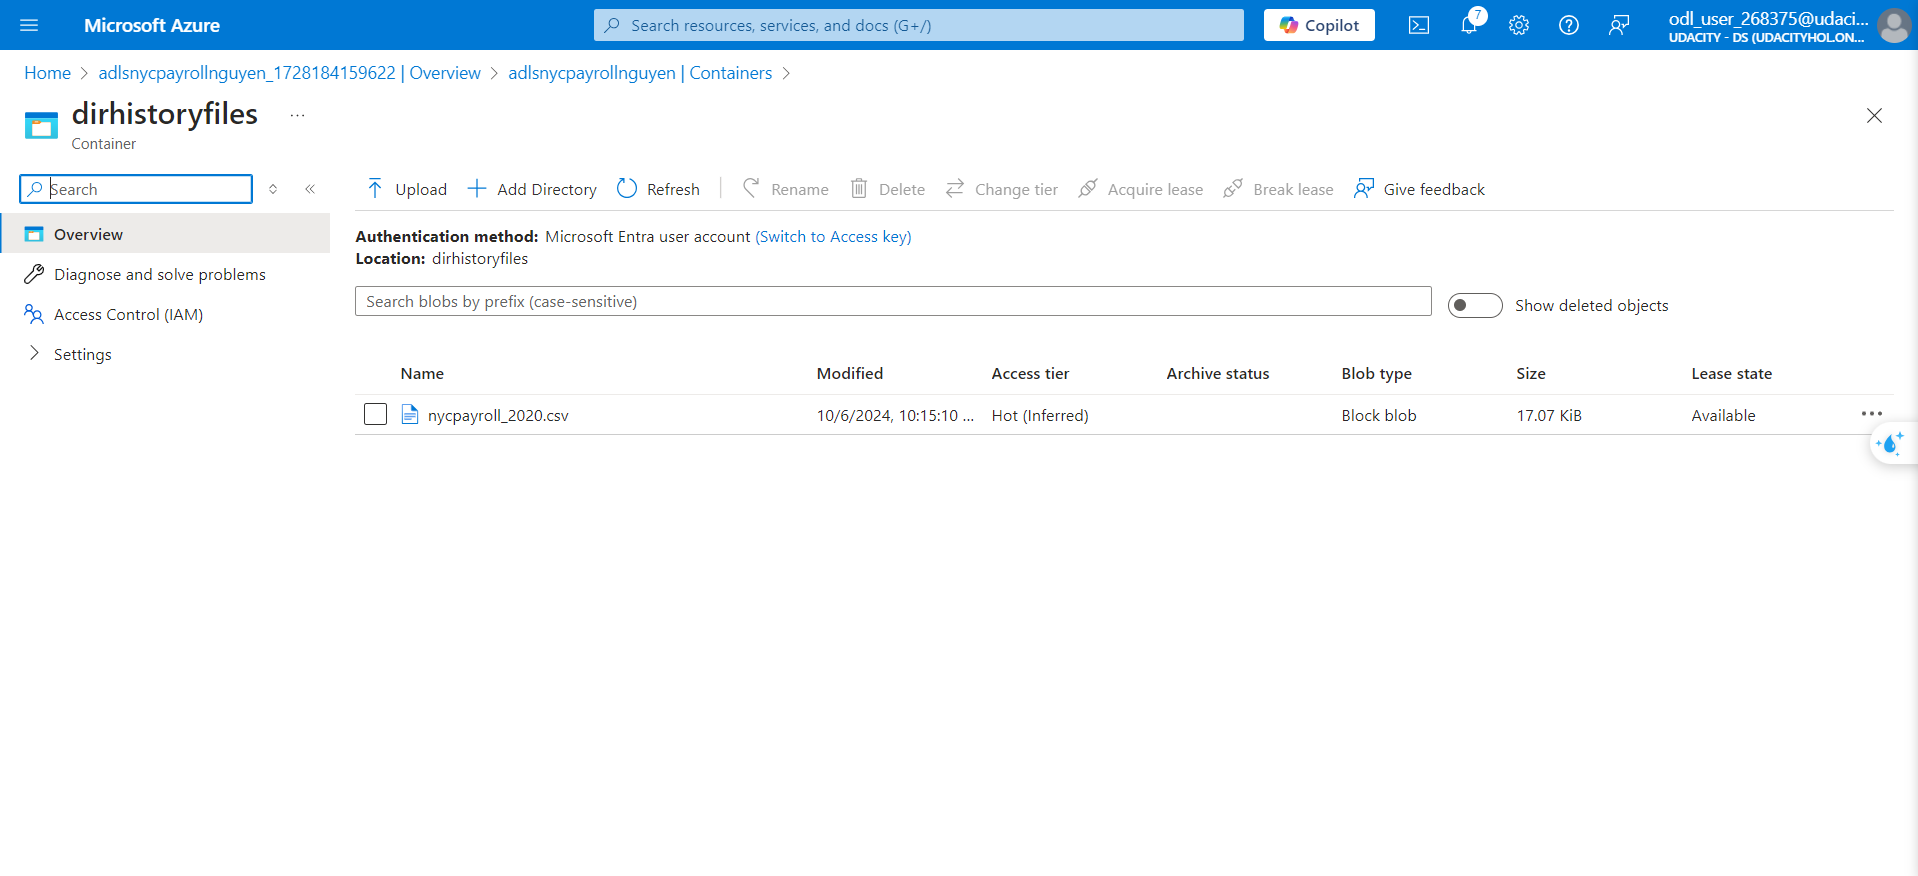 Microsoft Azure
Search resources, services, and docs (G+/)
Copilot
7
odl_user_268375@udaci...
UDACITY - DS (UDACITYHOL.ON...
Home > adlsnycpayrollnguyen_1728184159622 | Overview > adlsnycpayrollnguyen | Containers >
dirhistoryfiles ...
Container
Search
Upload Add Directory Refresh Rename Delete Change tier Acquire lease Break lease Give feedback
Overview
Diagnose and solve problems
Access Control (IAM)
Settings
Authentication method: Microsoft Entra user account (Switch to Access key)
Location: dirhistoryfiles
Search blobs by prefix (case-sensitive)
Show deleted objects
Name Modified Access tier Archive status Blob type Size Lease state
nycpayroll_2020.csv 10/6/2024, 10:15:10 ... Hot (Inferred) Block blob 17.07 KiB Available